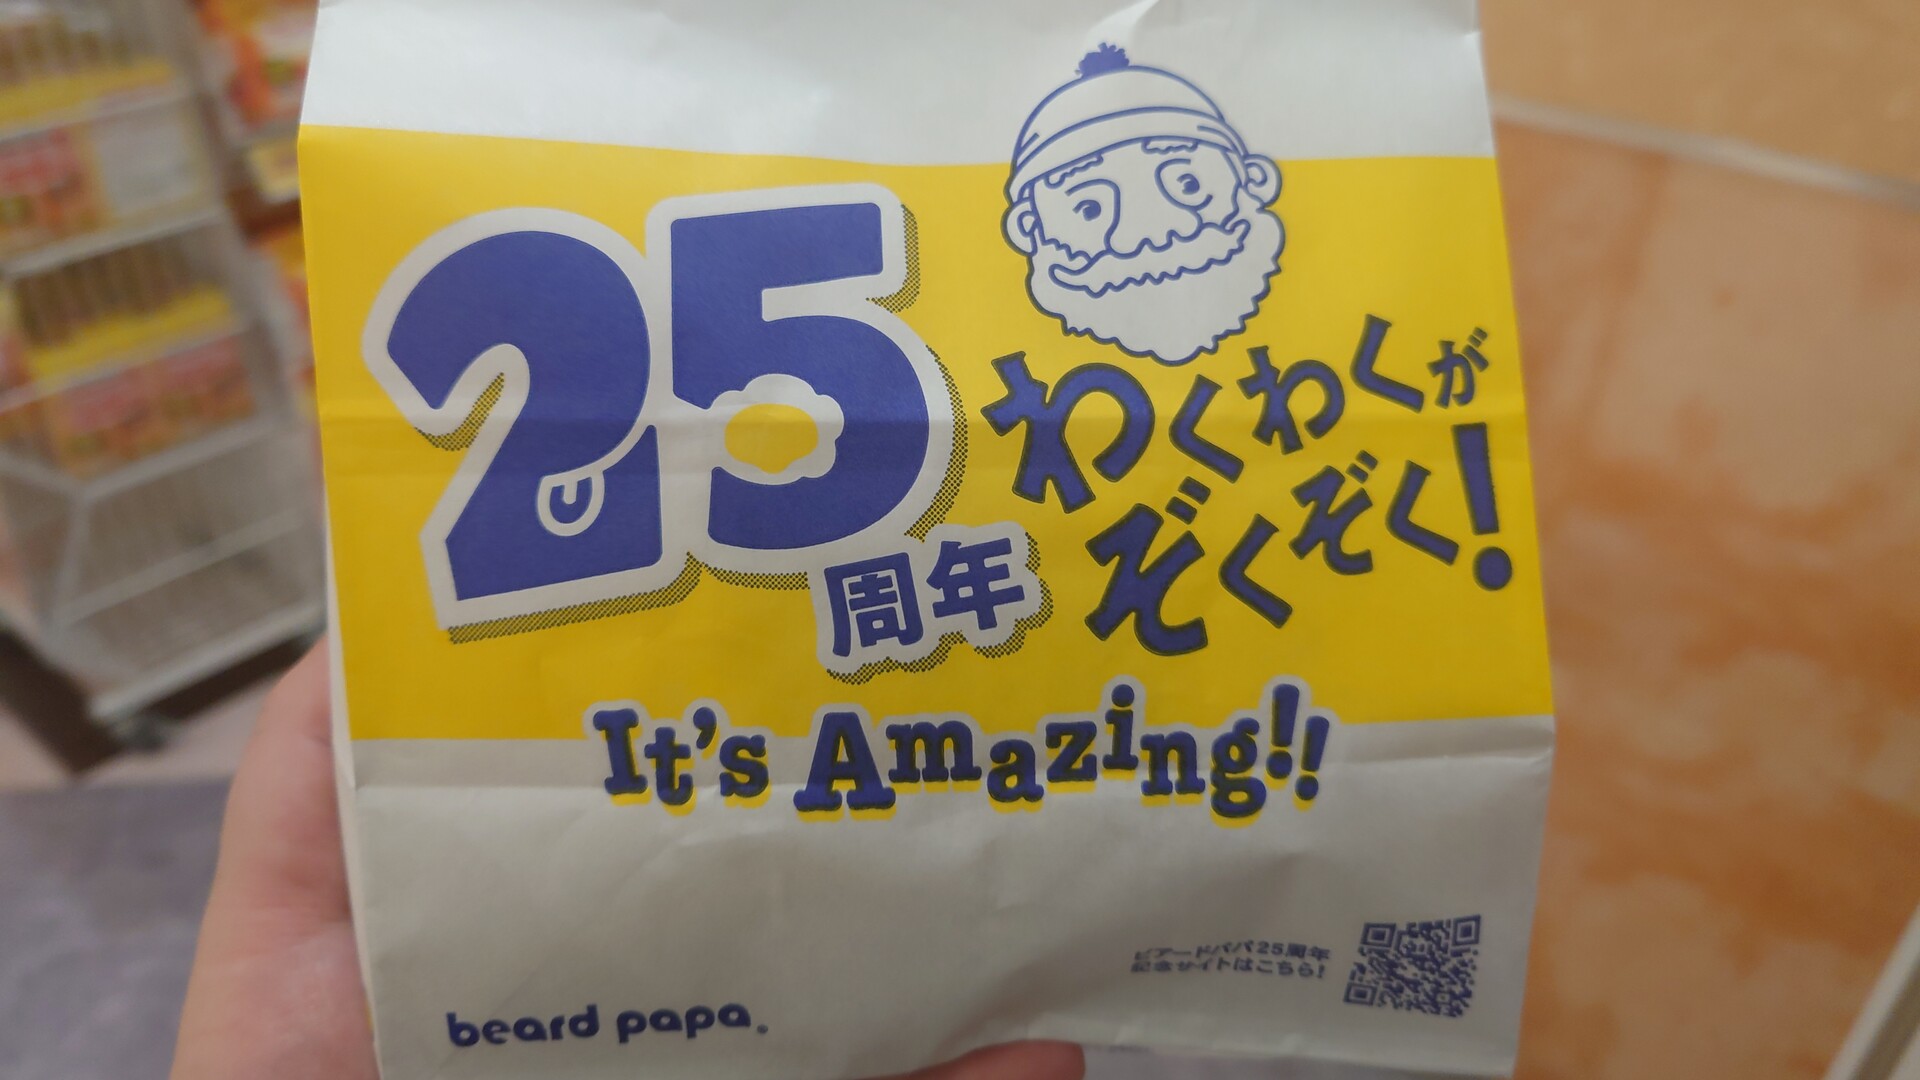 25
周年
わくわくが
ぞくぞく!
It's Amazing!!
ビアードパパ25周年
記念サイトはこちら!
beard papa.